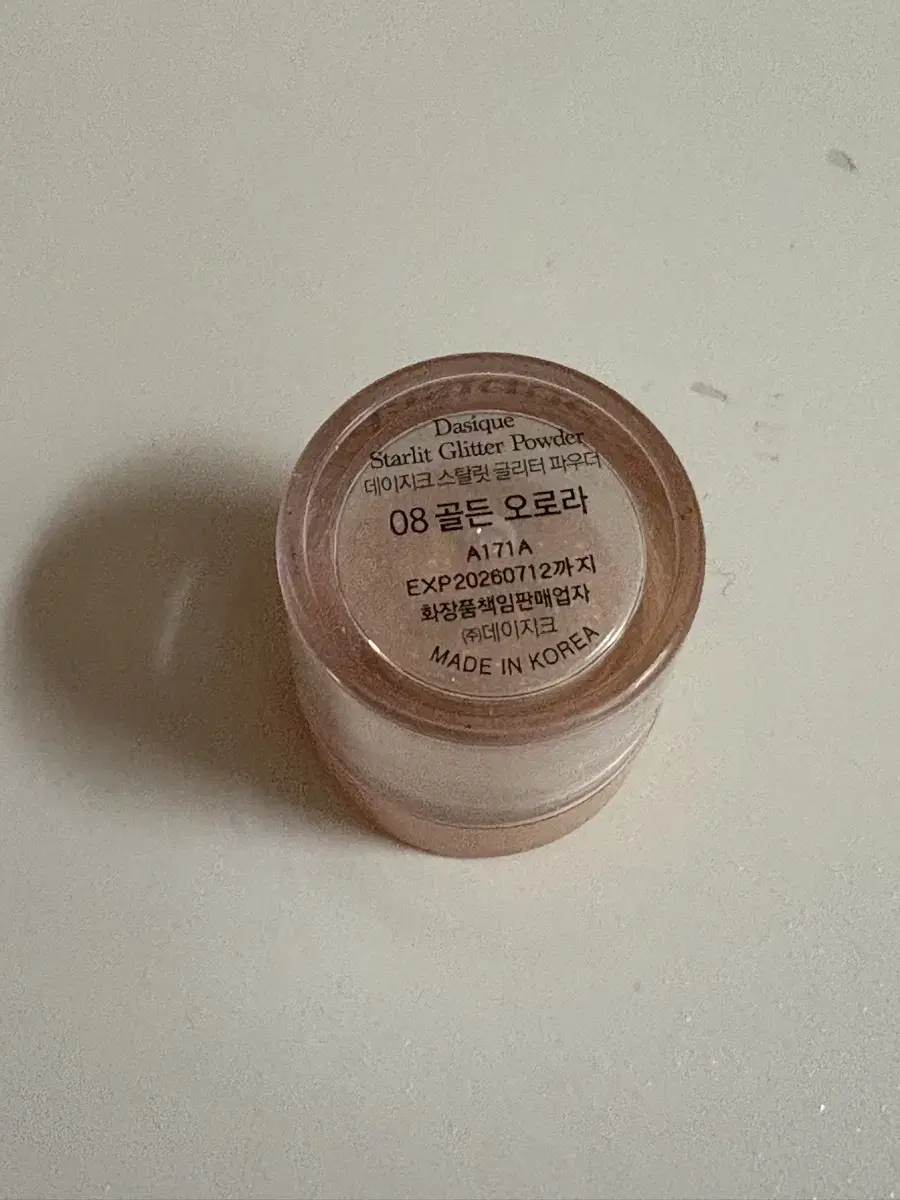 Dasique
Starlit Glitter Powder
데이지크 스탈릿 글리터 파우더
08 골든 오로라
A171A
EXP20260712까지
화장품책임판매업자
㈜데이지크
MADE IN KOREA